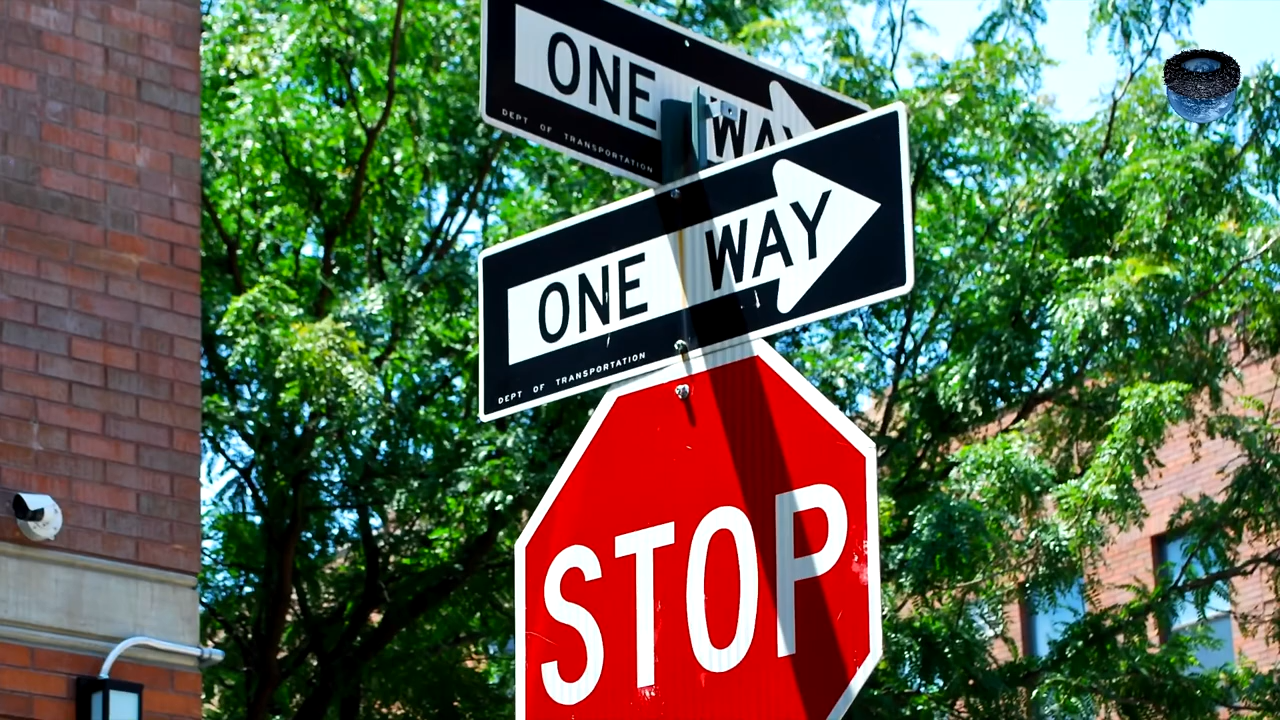 ONE WAY
DEPT OF TRANSPORTATION
ONE WAY
DEPT OF TRANSPORTATION
STOP